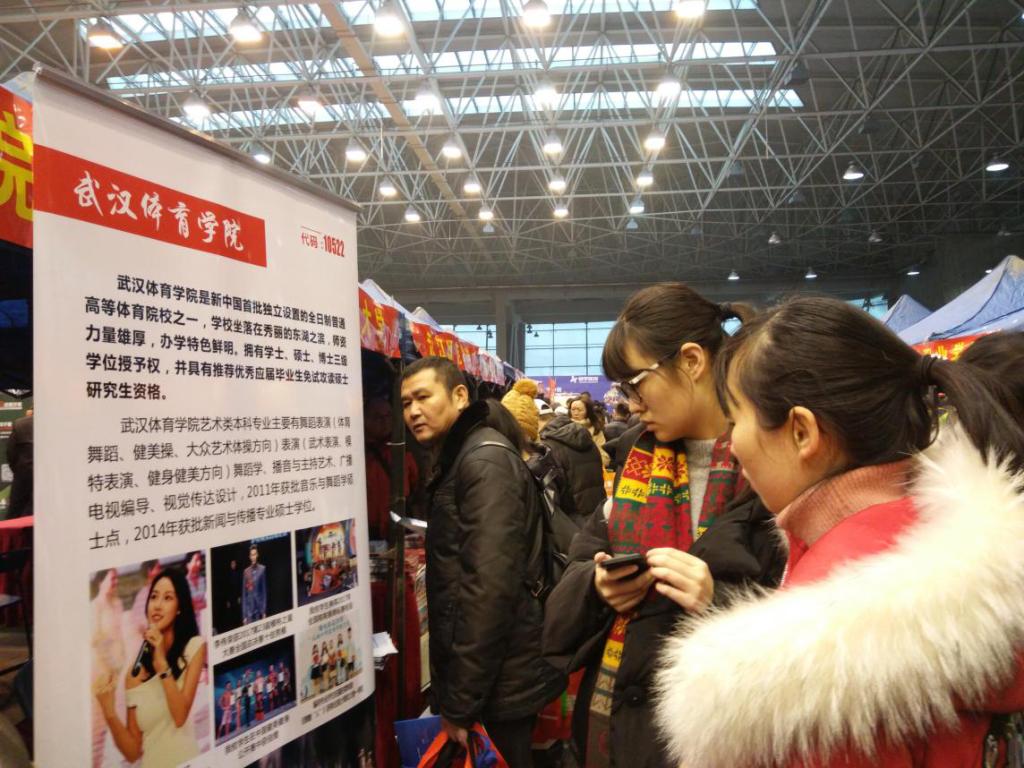 武汉体育学院
代码:10522
武汉体育学院是新中国首批独立设置的全日制普通
高等体育院校之一，学校坐落在秀丽的东湖之滨，师资
力量雄厚，办学特色鲜明。拥有学士、硕士、博士三级
学位授予权，并具有推荐优秀应届毕业生免试攻读硕士
研究生资格。
武汉体育学院艺术类本科专业主要有舞蹈表演（体育
舞蹈、健美操、大众艺术体操方向）表演（武术表演、模
特表演、健身健美方向）舞蹈学、播音与主持艺术、广播
电视编导、视觉传达设计，2011年获批音乐与舞蹈学硕
士点，2014年获批新闻与传播专业硕士学位。
院